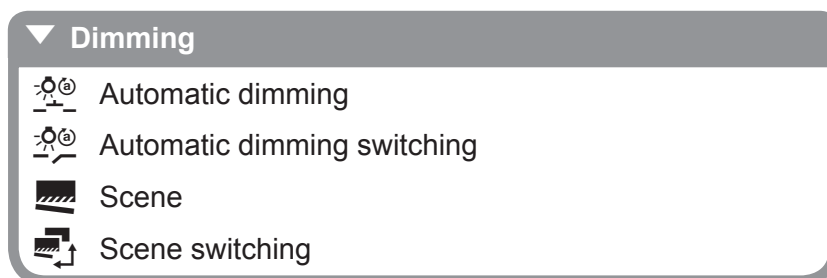 Dimming
Automatic dimming
Automatic dimming switching
Scene
Scene switching